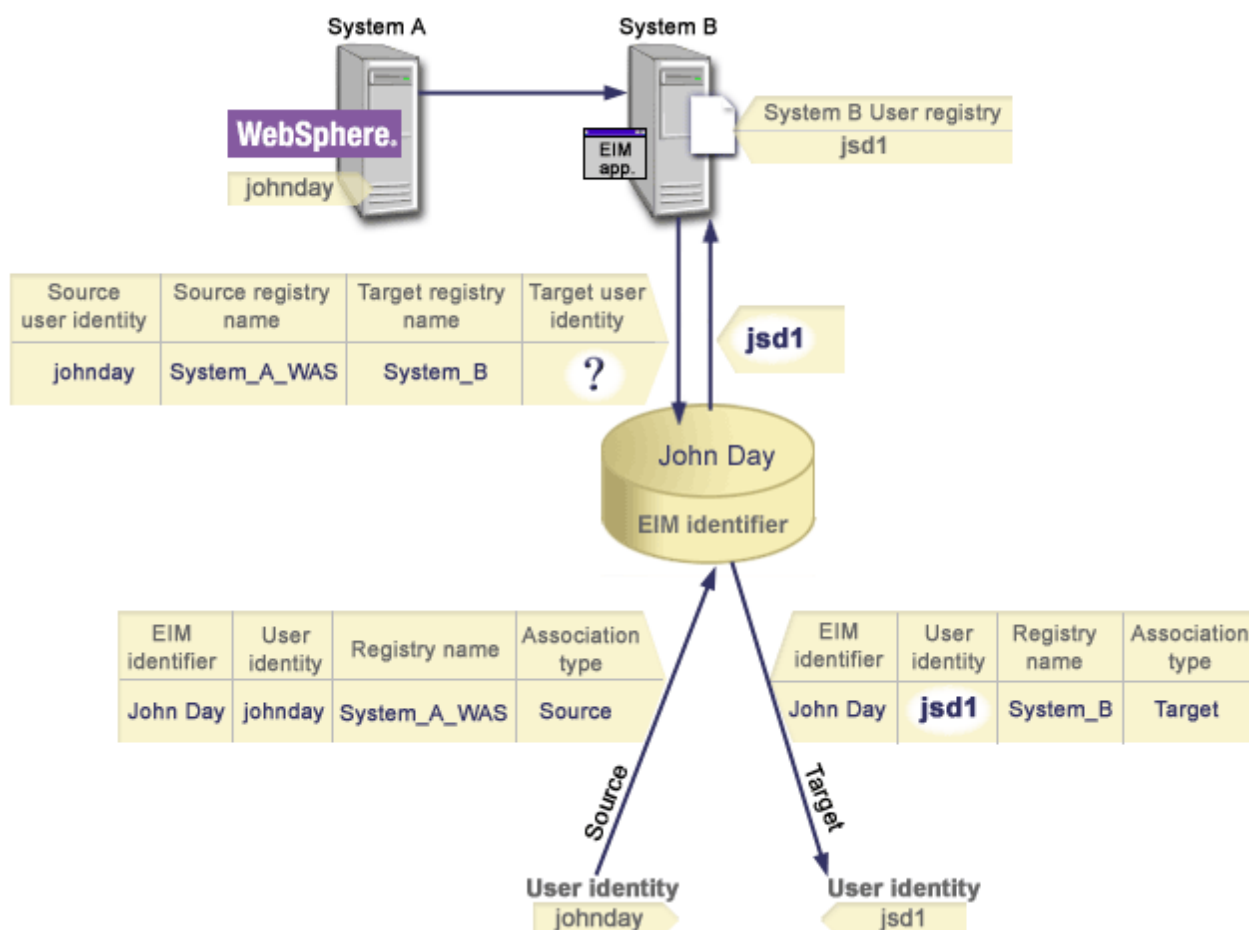 System A
System B
WebSphere.
johnday
EIM
app.
System B User registry
jsd1
Source
user identity
Source registry
name
Target registry
name
Target user
identity
johnday
System_A_WAS
System_B
?
jsd1
John Day
EIM identifier
EIM
identifier
User
identity
Registry name
Association
type
John Day
johnday
System_A_WAS
Source
EIM
identifier
User
identity
Registry
name
Association
type
John Day
jsd1
System_B
Target
Source
Target
User identity
johnday
User identity
jsd1